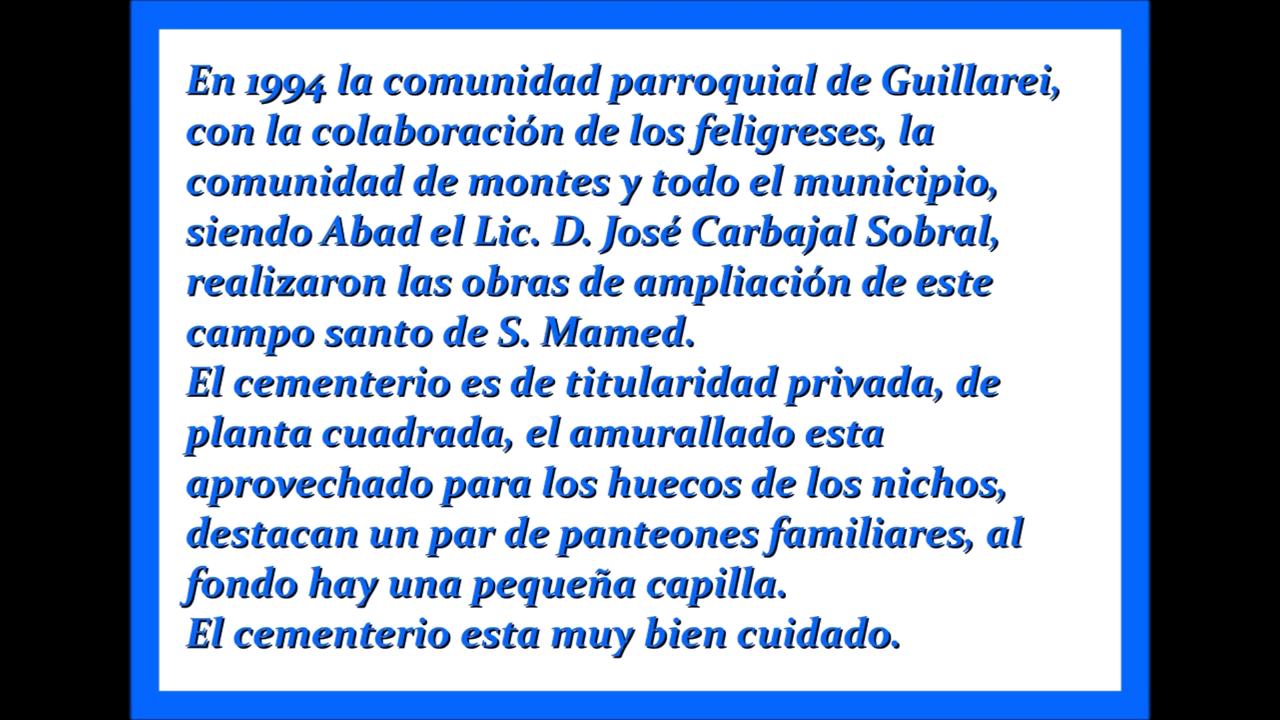 En 1994 la comunidad parroquial de Guillarei,
con la colaboración de los feligreses, la
comunidad de montes y todo el municipio,
siendo Abad el Lic. D. José Carbajal Sobral,
realizaron las obras de ampliación de este
campo santo de S. Mamed.
El cementerio es de titularidad privada, de
planta cuadrada, el amurallado esta
aprovechado para los huecos de los nichos,
destacan un par de panteones familiares, al
fondo hay una pequeña capilla.
El cementerio esta muy bien cuidado.